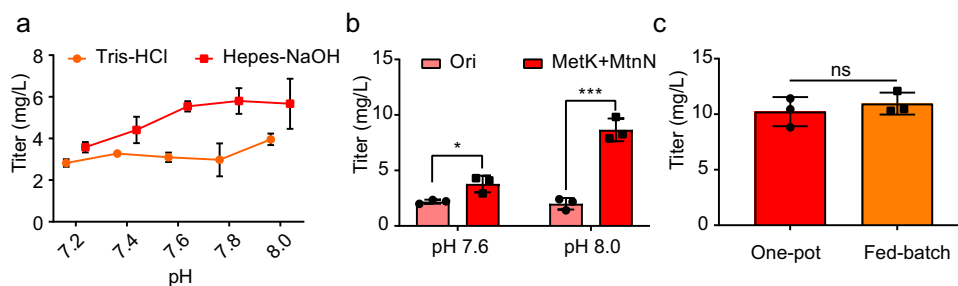 a
Tris-HCl
Hepes-NaOH
Titer (mg/L)
8
6
4
2
0
7.2
7.4
7.6
7.8
8.0
pH
b
Ori
MetK+MtnN
Titer (mg/L)
15
10
5
0
*
***
pH 7.6
pH 8.0
c
Titer (mg/L)
15
10
5
0
ns
One-pot
Fed-batch